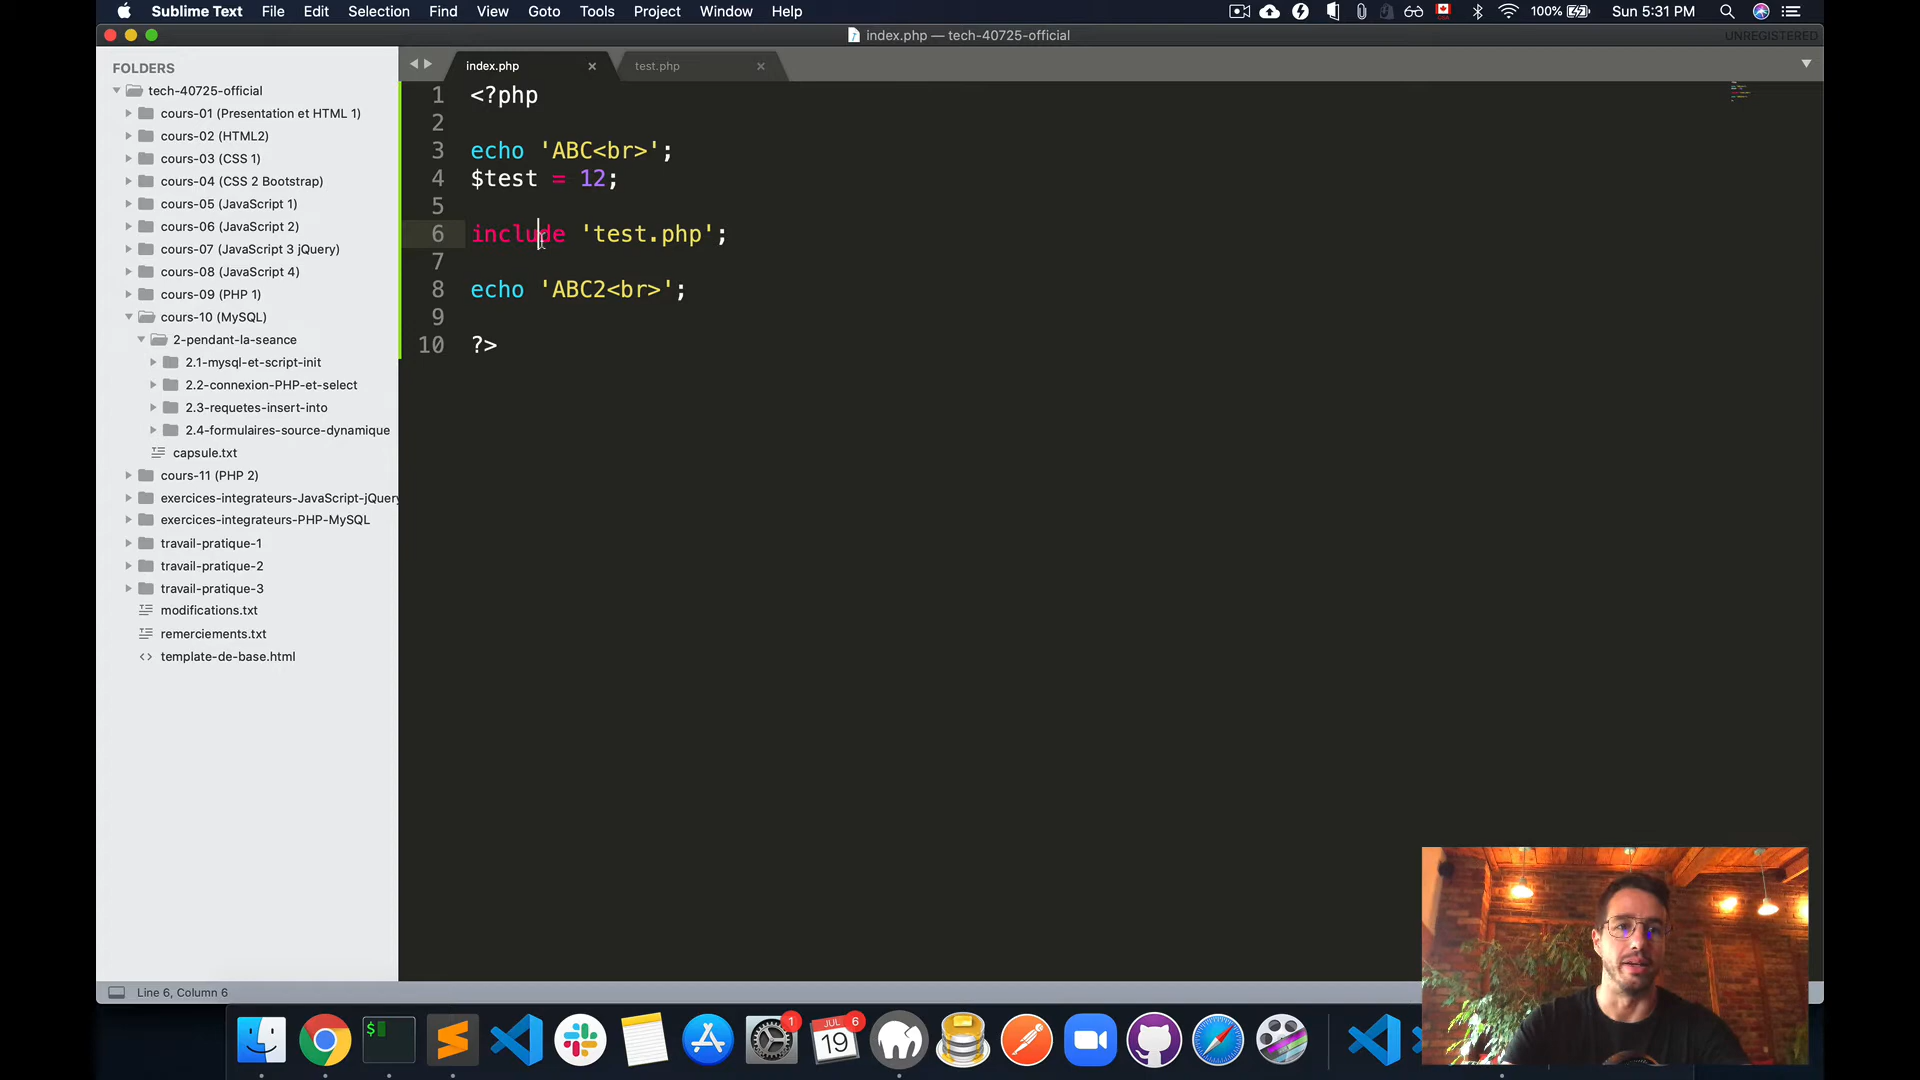 Sublime Text File Edit Selection Find View Goto Tools Project Window Help 100% Sun 5:31 PM
index.php — tech-40725-official UNREGISTERED
FOLDERS
tech-40725-official
cours-01 (Presentation et HTML 1)
cours-02 (HTML2)
cours-03 (CSS 1)
cours-04 (CSS 2 Bootstrap)
cours-05 (JavaScript 1)
cours-06 (JavaScript 2)
cours-07 (JavaScript 3 jQuery)
cours-08 (JavaScript 4)
cours-09 (PHP 1)
cours-10 (MySQL)
2-pendant-la-seance
2.1-mysql-et-script-init
2.2-connexion-PHP-et-select
2.3-requetes-insert-into
2.4-formulaires-source-dynamique
capsule.txt
cours-11 (PHP 2)
exercices-integrateurs-JavaScript-jQuery
exercices-integrateurs-PHP-MySQL
travail-pratique-1
travail-pratique-2
travail-pratique-3
modifications.txt
remerciements.txt
template-de-base.html
index.php test.php
1 <?php
2
3 echo 'ABC<br>';
4 $test = 12;
5
6 include 'test.php';
7
8 echo 'ABC2<br>';
9
10 ?>
Line 6, Column 6
$ 1 JUL 6
19